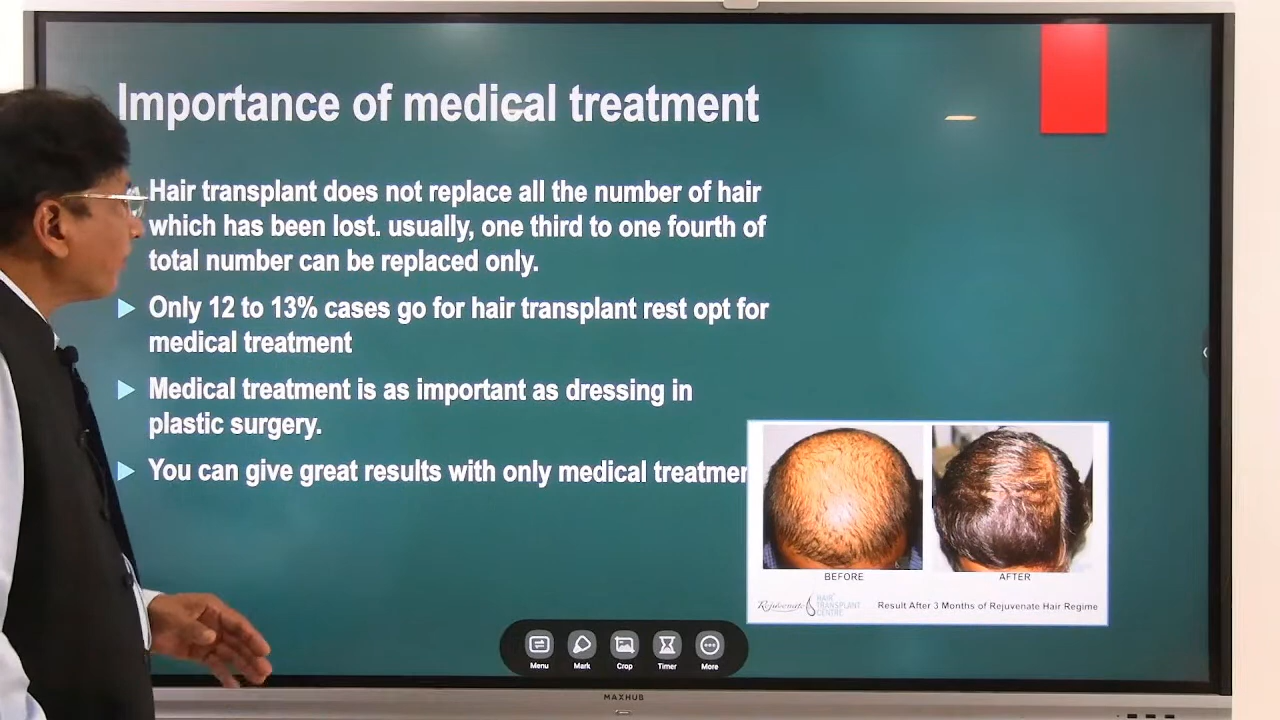 Importance of medical treatment
Hair transplant does not replace all the number of hair
which has been lost. usually, one third to one fourth of
total number can be replaced only.
Only 12 to 13% cases go for hair transplant rest opt for
medical treatment
Medical treatment is as important as dressing in
plastic surgery.
You can give great results with only medical treatmen
BEFORE
AFTER
Rejuvenate
HAIR
TRANSPLANT
CENTRE
Result After 3 Months of Rejuvenate Hair Regime
Menu
Mark
Crop
Timer
More
MAXHUB